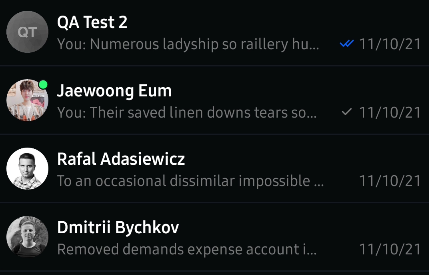 QT
QA Test 2
You: Numerous ladyship so raillery hu...
11/10/21
Jaewoong Eum
You: Their saved linen downs tears so...
11/10/21
Rafal Adasiewicz
To an occasional dissimilar impossible ...
11/10/21
Dmitrii Bychkov
Removed demands expense account i...
11/10/21